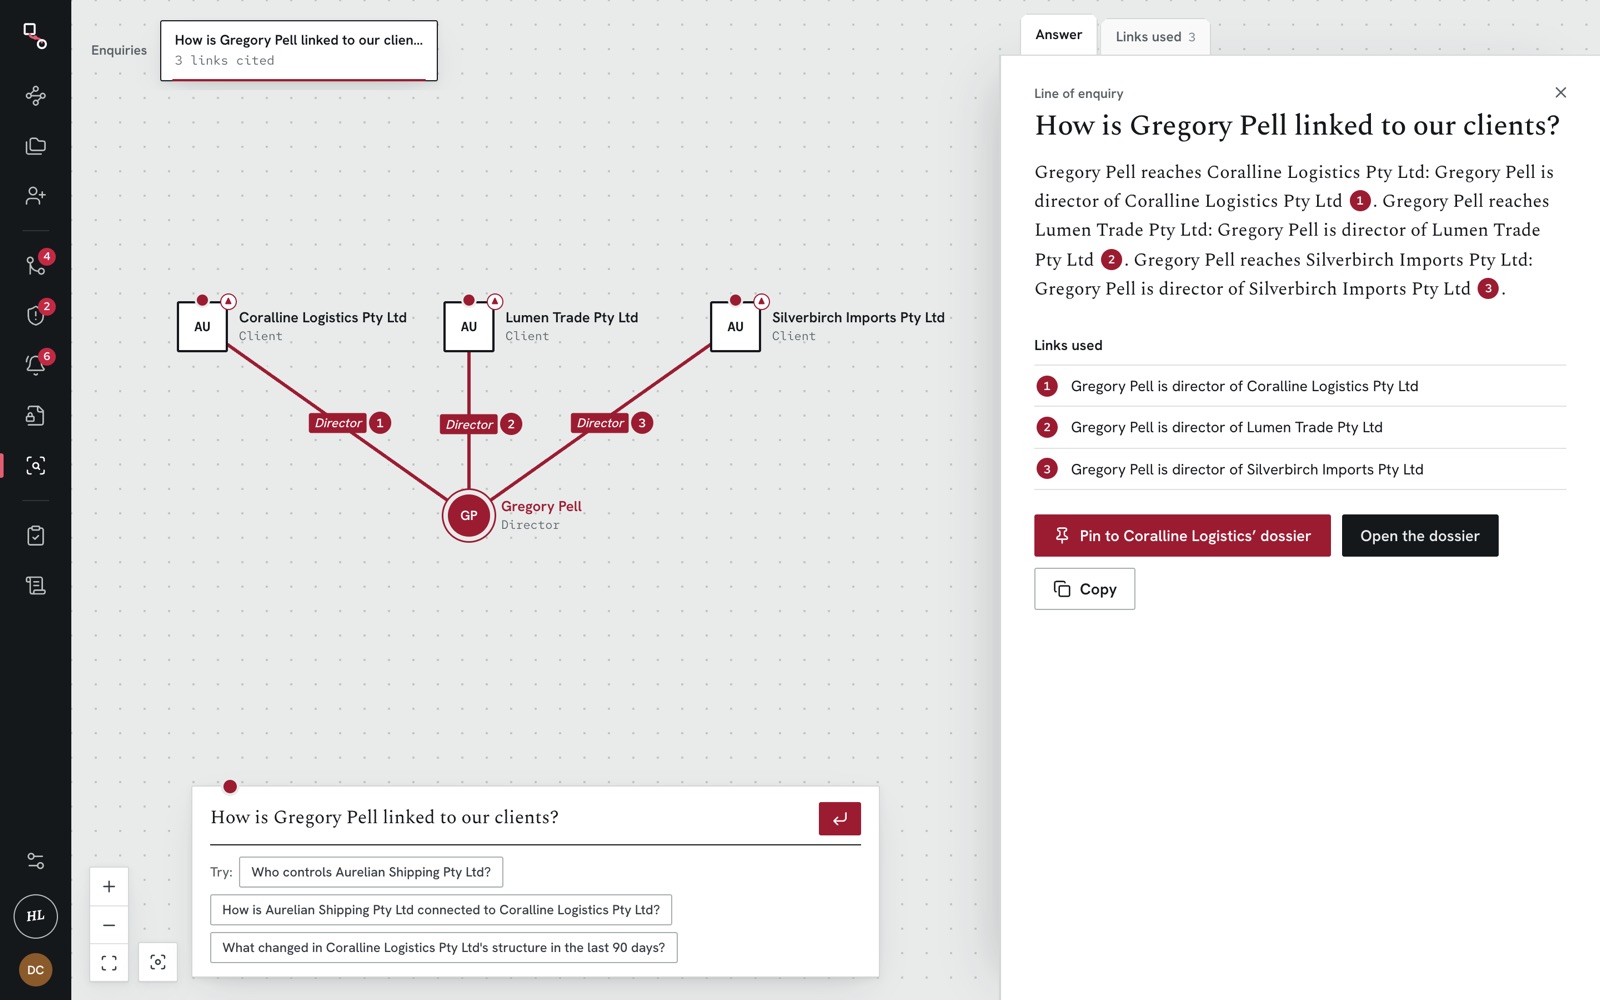 4
2
6
HL
DC
Enquiries
How is Gregory Pell linked to our clien...
3 links cited
AU
Coralline Logistics Pty Ltd
Client
AU
Lumen Trade Pty Ltd
Client
AU
Silverbirch Imports Pty Ltd
Client
Director 1
Director 2
Director 3
GP
Gregory Pell
Director
How is Gregory Pell linked to our clients?
Try: Who controls Aurelian Shipping Pty Ltd?
How is Aurelian Shipping Pty Ltd connected to Coralline Logistics Pty Ltd?
What changed in Coralline Logistics Pty Ltd's structure in the last 90 days?
Answer
Links used 3
Line of enquiry
How is Gregory Pell linked to our clients?
Gregory Pell reaches Coralline Logistics Pty Ltd: Gregory Pell is
director of Coralline Logistics Pty Ltd 1. Gregory Pell reaches
Lumen Trade Pty Ltd: Gregory Pell is director of Lumen Trade
Pty Ltd 2. Gregory Pell reaches Silverbirch Imports Pty Ltd:
Gregory Pell is director of Silverbirch Imports Pty Ltd 3.
Links used
1 Gregory Pell is director of Coralline Logistics Pty Ltd
2 Gregory Pell is director of Lumen Trade Pty Ltd
3 Gregory Pell is director of Silverbirch Imports Pty Ltd
Pin to Coralline Logistics’ dossier
Open the dossier
Copy